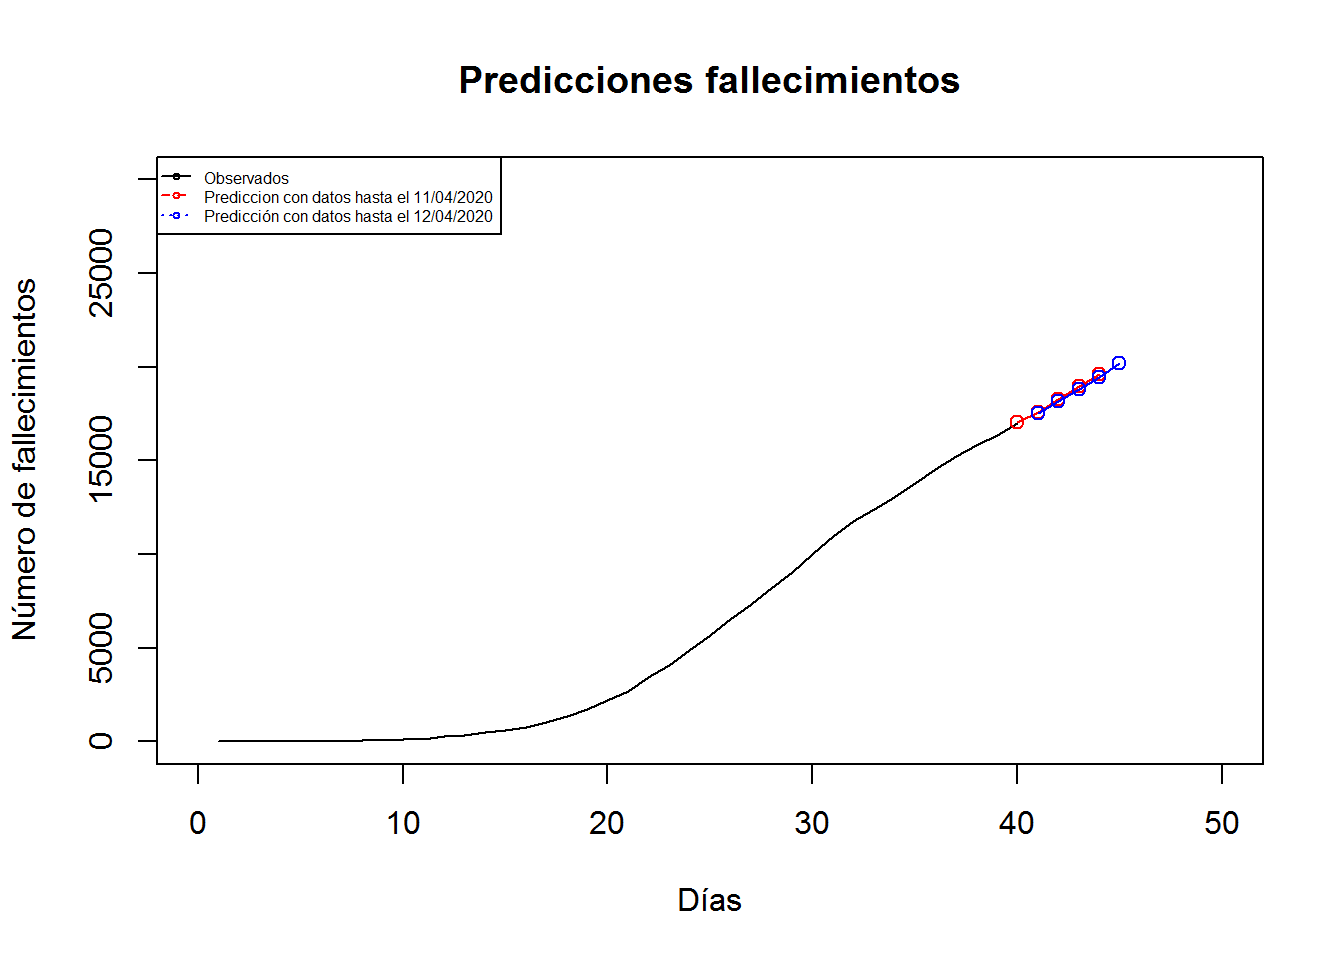 Predicciones fallecimientos
Observados
Prediccion con datos hasta el 11/04/2020
Predicción con datos hasta el 12/04/2020
Número de fallecimientos
25000
15000
5000
0
0 10 20 30 40 50
Días